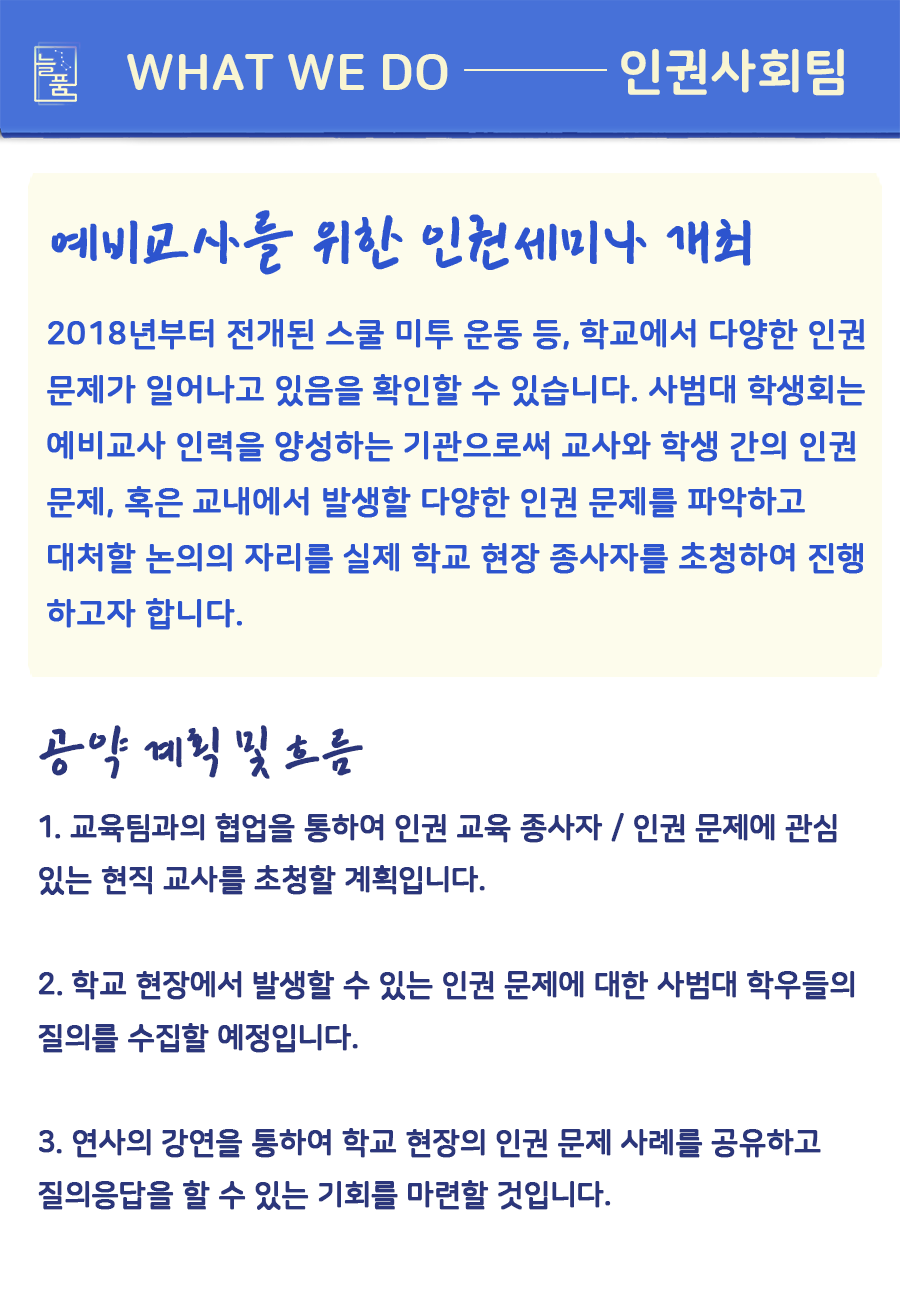 늘품
WHAT WE DO
인권사회팀
예비교사를 위한 인권세미나 개최
2018년부터 전개된 스쿨 미투 운동 등, 학교에서 다양한 인권
문제가 일어나고 있음을 확인할 수 있습니다. 사범대 학생회는
예비교사 인력을 양성하는 기관으로써 교사와 학생 간의 인권
문제, 혹은 교내에서 발생할 다양한 인권 문제를 파악하고
대처할 논의의 자리를 실제 학교 현장 종사자를 초청하여 진행
하고자 합니다.
공약 계획 및 흐름
1. 교육팀과의 협업을 통하여 인권 교육 종사자 / 인권 문제에 관심
있는 현직 교사를 초청할 계획입니다.
2. 학교 현장에서 발생할 수 있는 인권 문제에 대한 사범대 학우들의
질의를 수집할 예정입니다.
3. 연사의 강연을 통하여 학교 현장의 인권 문제 사례를 공유하고
질의응답을 할 수 있는 기회를 마련할 것입니다.